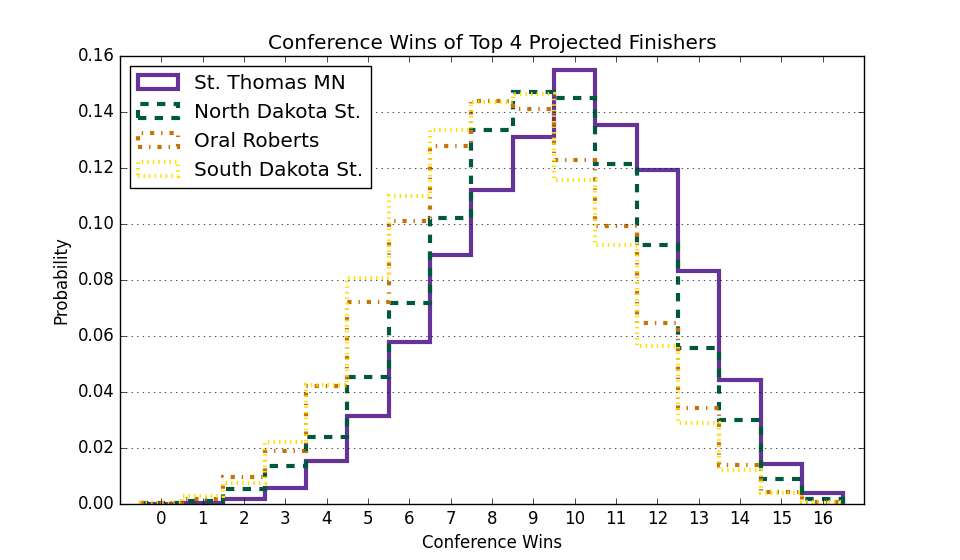 Conference Wins of Top 4 Projected Finishers
0.16
0.14
0.12
0.10
0.08
0.06
0.04
0.02
0.00
Probability
St. Thomas MN
North Dakota St.
Oral Roberts
South Dakota St.
0 1 2 3 4 5 6 7 8 9 10 11 12 13 14 15 16
Conference Wins